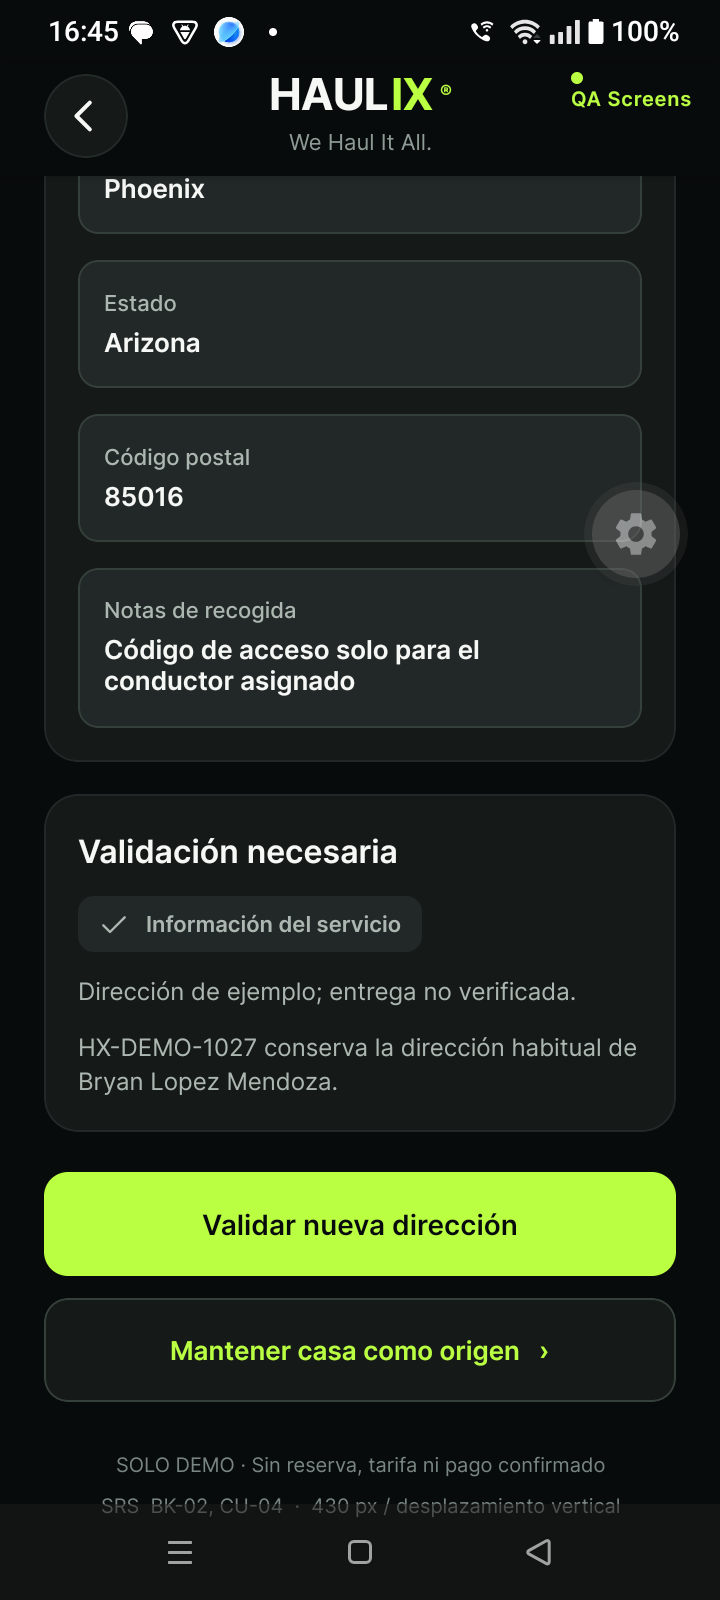 16:45
100%
HAULIX ®
QA Screens
We Haul It All.
Phoenix
Estado
Arizona
Código postal
85016
Notas de recogida
Código de acceso solo para el
conductor asignado
Validación necesaria
Información del servicio
Dirección de ejemplo; entrega no verificada.
HX-DEMO-1027 conserva la dirección habitual de
Bryan Lopez Mendoza.
Validar nueva dirección
Mantener casa como origen ›
SOLO DEMO · Sin reserva, tarifa ni pago confirmado
SRS BK-02, CU-04 · 430 px / desplazamiento vertical